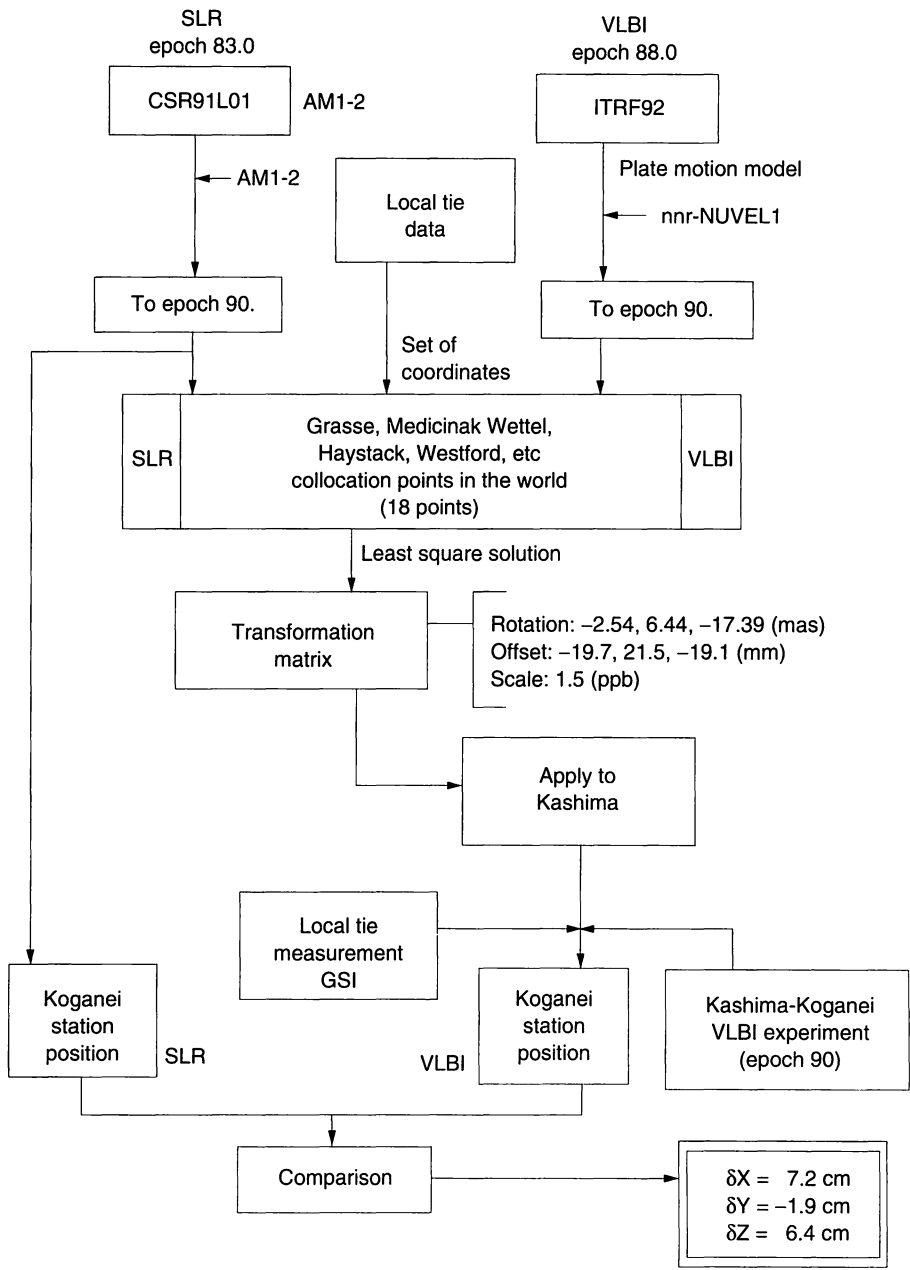 SLR
epoch 83.0
VLBI
epoch 88.0
CSR91L01
AM1-2
ITRF92
AM1-2
Plate motion model
nnr-NUVEL1
Local tie
data
To epoch 90.
To epoch 90.
Set of
coordinates
SLR
Grasse, Medicinak Wettel,
Haystack, Westford, etc
collocation points in the world
(18 points)
VLBI
Least square solution
Transformation
matrix
Rotation: −2.54, 6.44, −17.39 (mas)
Offset: −19.7, 21.5, −19.1 (mm)
Scale: 1.5 (ppb)
Apply to
Kashima
Local tie
measurement
GSI
Koganei
station
position
SLR
Koganei
station
position
VLBI
Kashima-Koganei
VLBI experiment
(epoch 90)
Comparison
δX = 7.2 cm
δY = −1.9 cm
δZ = 6.4 cm